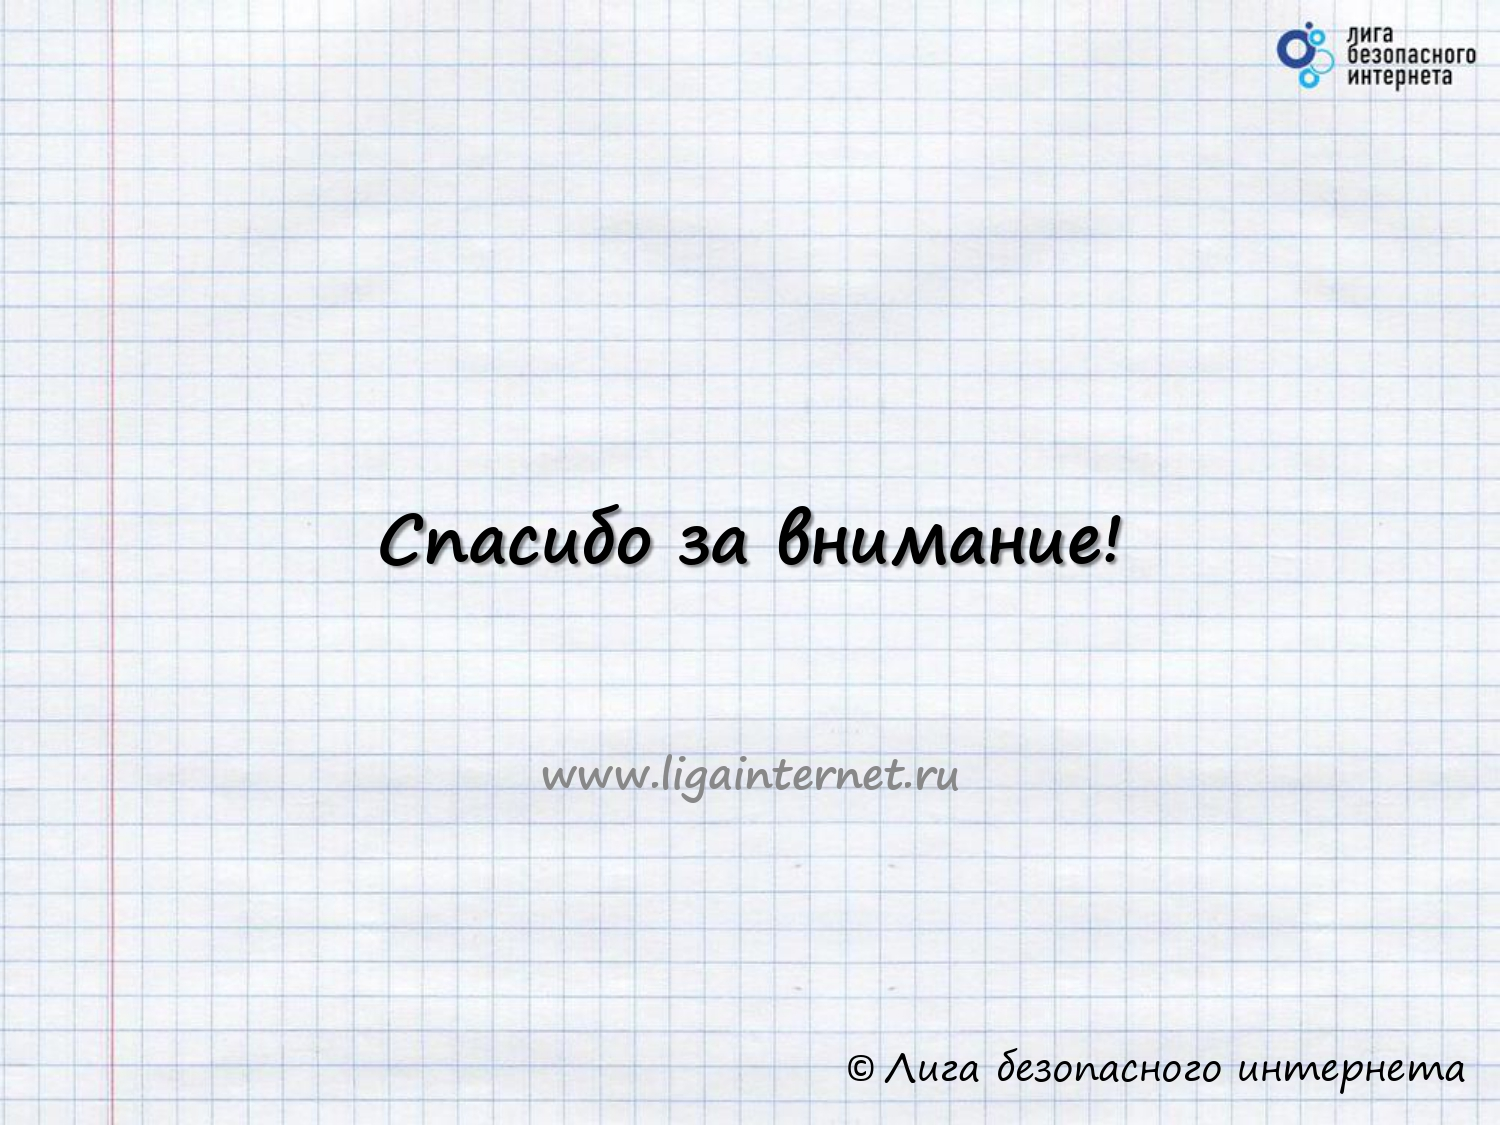 лига
безопасного
интернета
Спасибо за внимание!
www.ligainternet.ru
© Лига безопасного интернета